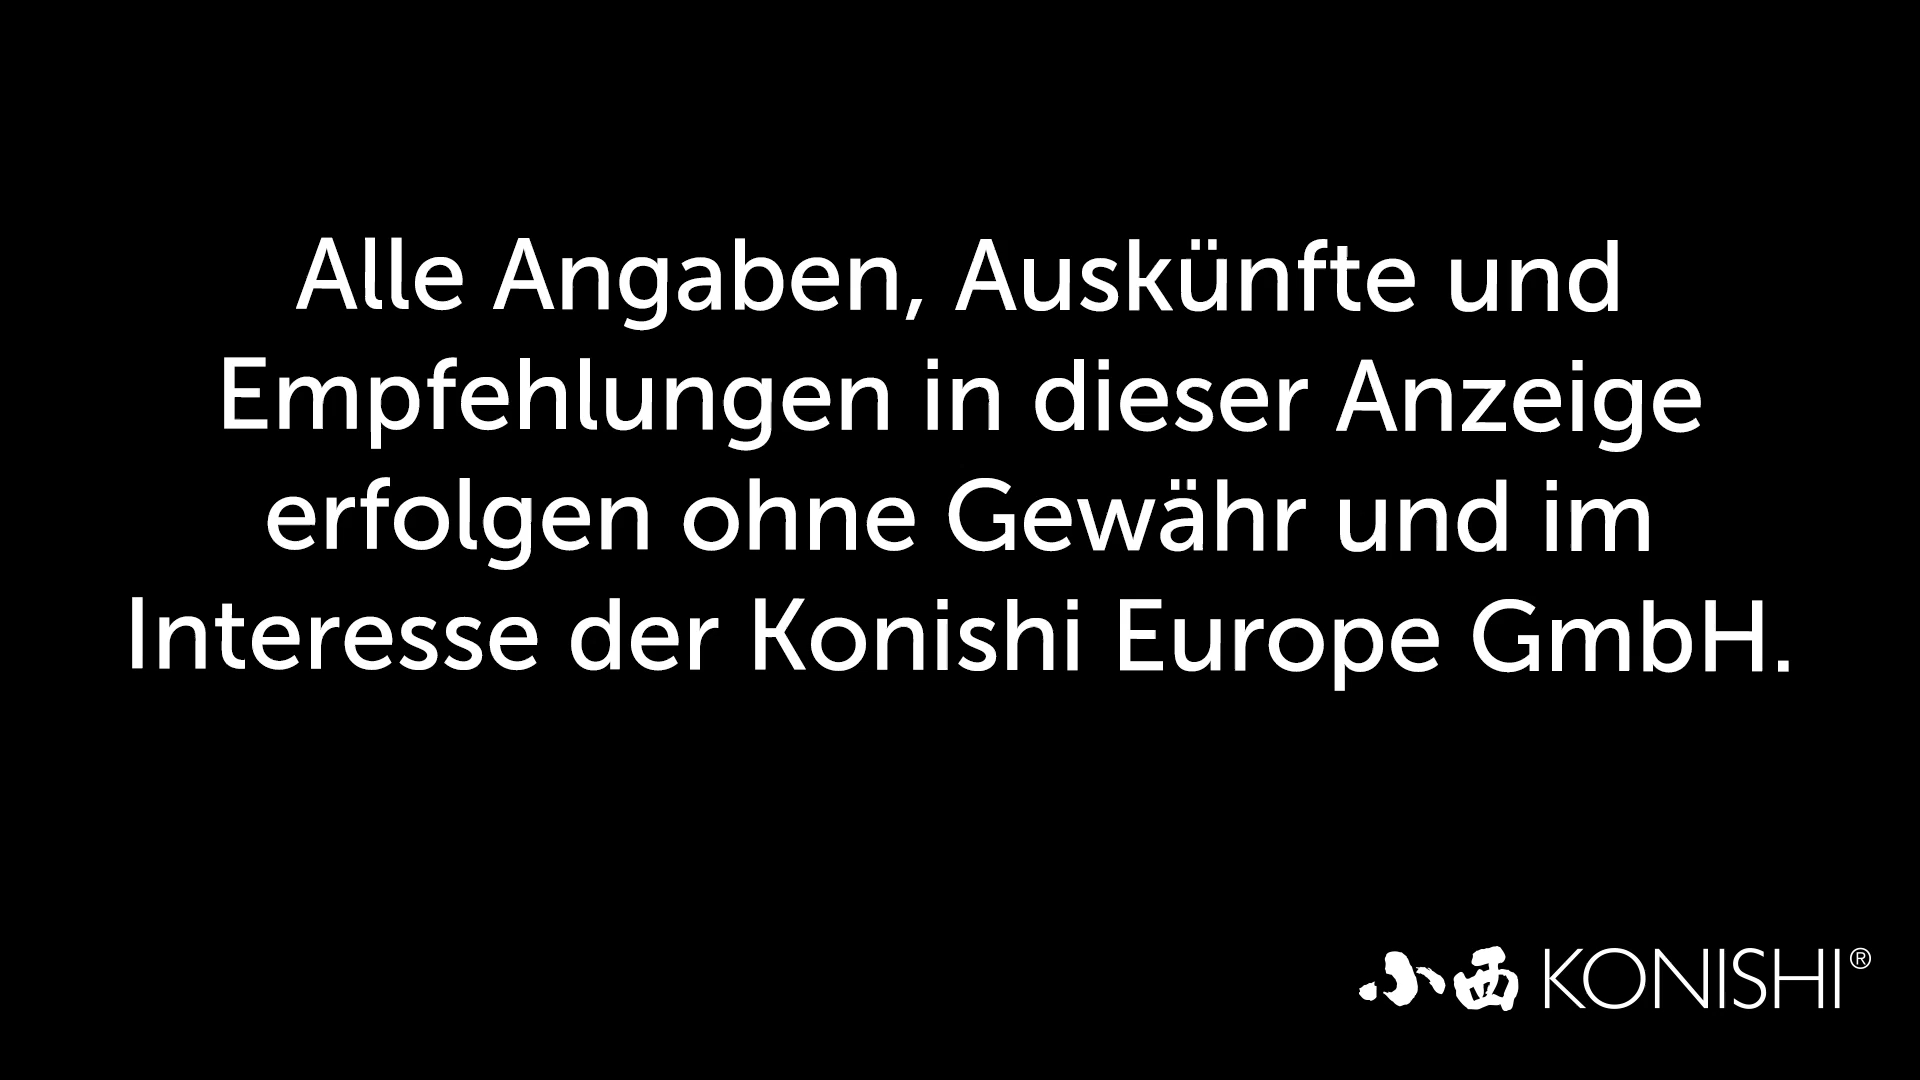 Alle Angaben, Auskünfte und
Empfehlungen in dieser Anzeige
erfolgen ohne Gewähr und im
Interesse der Konishi Europe GmbH.
小西 KONISHI®